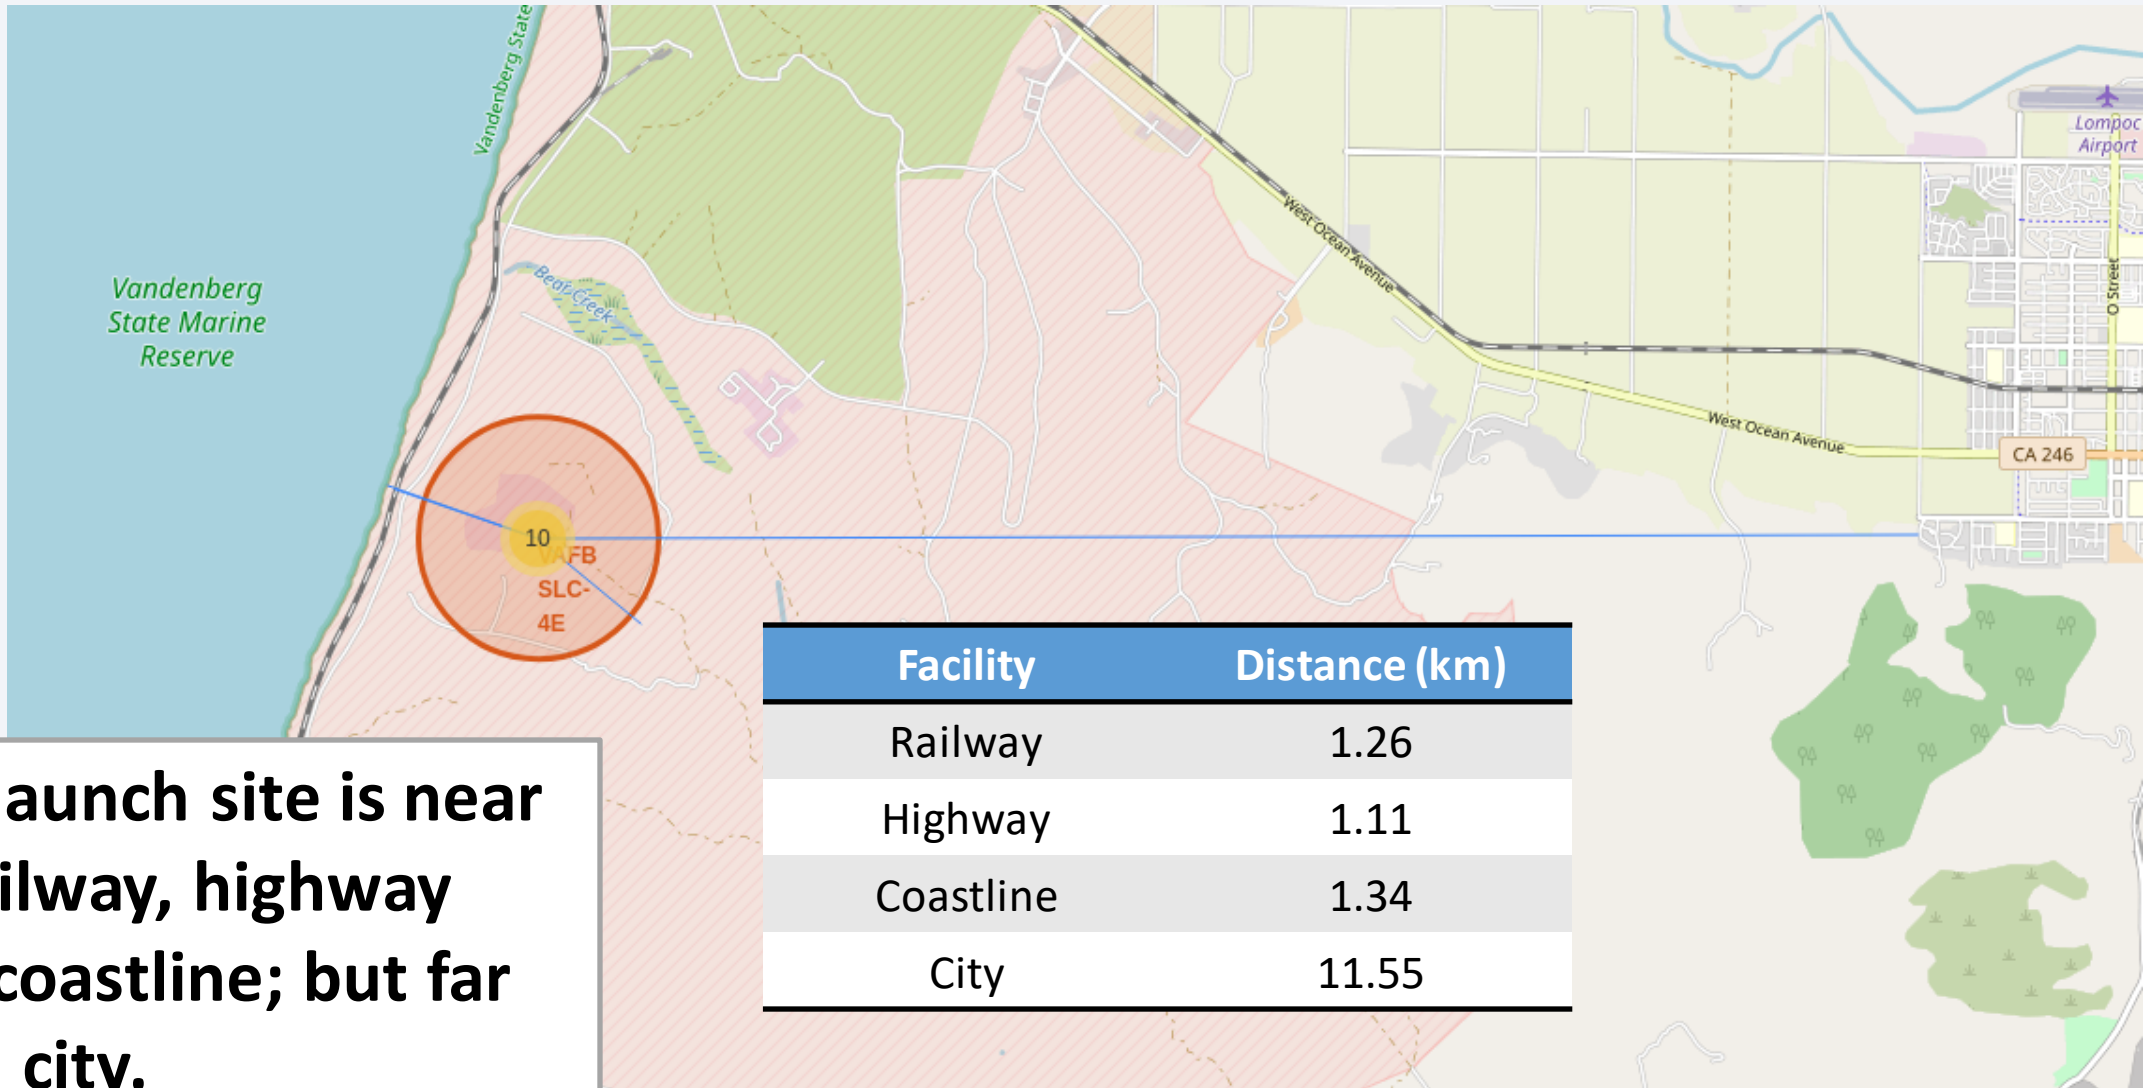 Vandenberg State
Lompoc
Airport
West Ocean Avenue
O Street
Bear Creek
Vandenberg
State Marine
Reserve
West Ocean Avenue
CA 246
10
VAFB
SLC-
4E
Facility Distance (km)
Railway 1.26
Highway 1.11
Coastline 1.34
City 11.55
aunch site is near
ilway, highway
coastline; but far
city.